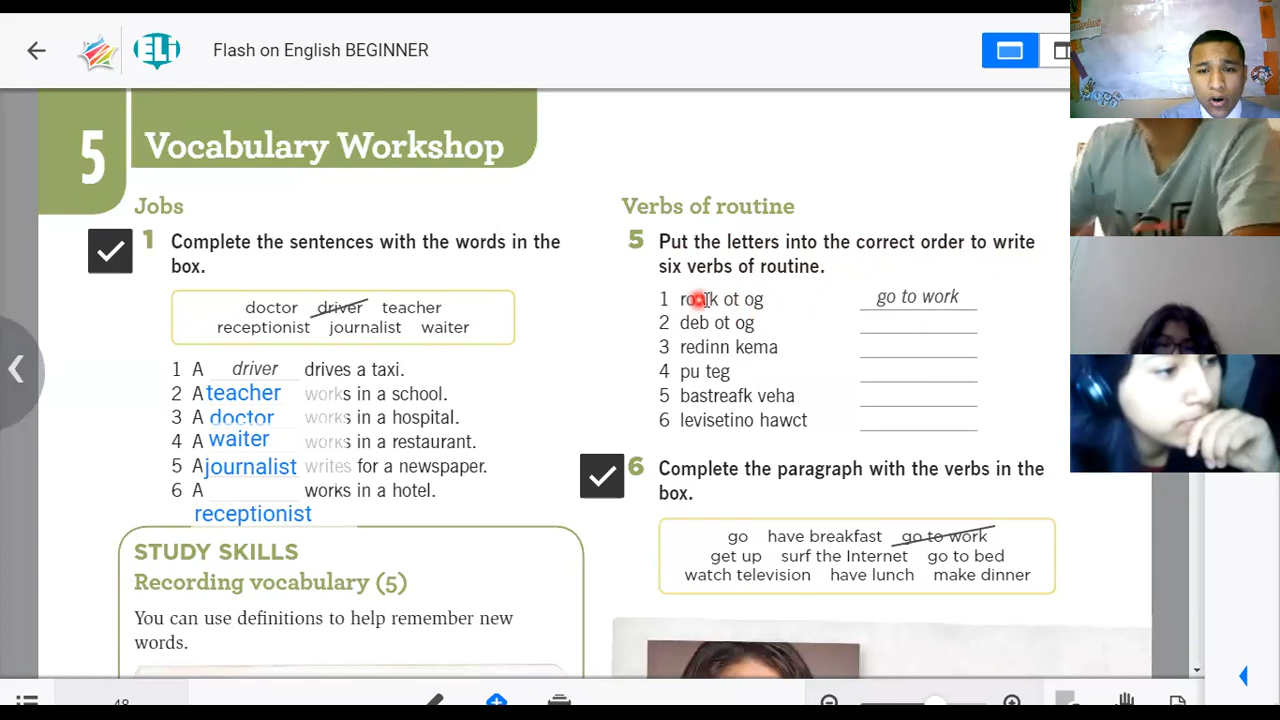 ELi
Flash on English BEGINNER
5
Vocabulary Workshop
Jobs
1 Complete the sentences with the words in the
box.
doctor driver teacher
receptionist journalist waiter
1 A driver drives a taxi.
2 A teacher works in a school.
3 A doctor works in a hospital.
4 A waiter works in a restaurant.
5 A journalist writes for a newspaper.
6 A works in a hotel.
receptionist
STUDY SKILLS
Recording vocabulary (5)
You can use definitions to help remember new
words.
Verbs of routine
5 Put the letters into the correct order to write
six verbs of routine.
1 ot og go to work
2 deb ot og
3 redinn kema
4 pu teg
5 bastreafk veha
6 levisetino hawct
6 Complete the paragraph with the verbs in the
box.
go have breakfast go to work
get up surf the Internet go to bed
watch television have lunch make dinner
48